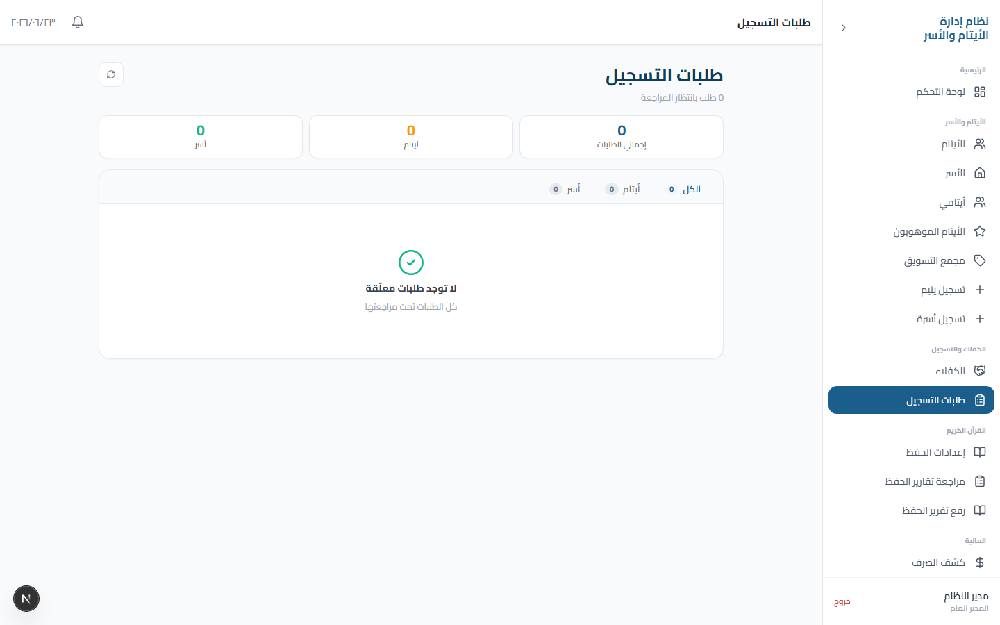 نظام إدارة
الأيتام والأسر
الرئيسية
لوحة التحكم
الأيتام والأسر
الأيتام
الأسر
أيتامي
الأيتام الموهوبون
مجمع التسويق
تسجيل يتيم
تسجيل أسرة
الكفلاء والتسجيل
الكفلاء
طلبات التسجيل
القرآن الكريم
إعدادات الحفظ
مراجعة تقارير الحفظ
رفع تقرير الحفظ
المالية
كشف الصرف
مدير النظام
المدير العام
خروج
طلبات التسجيل
٢٠٢٦/٠٦/٢٣
طلبات التسجيل
0 طلب بانتظار المراجعة
0
إجمالي الطلبات
0
أيتام
0
أسر
الكل 0
أيتام 0
أسر 0
لا توجد طلبات معلّقة
كل الطلبات تمت مراجعتها
N